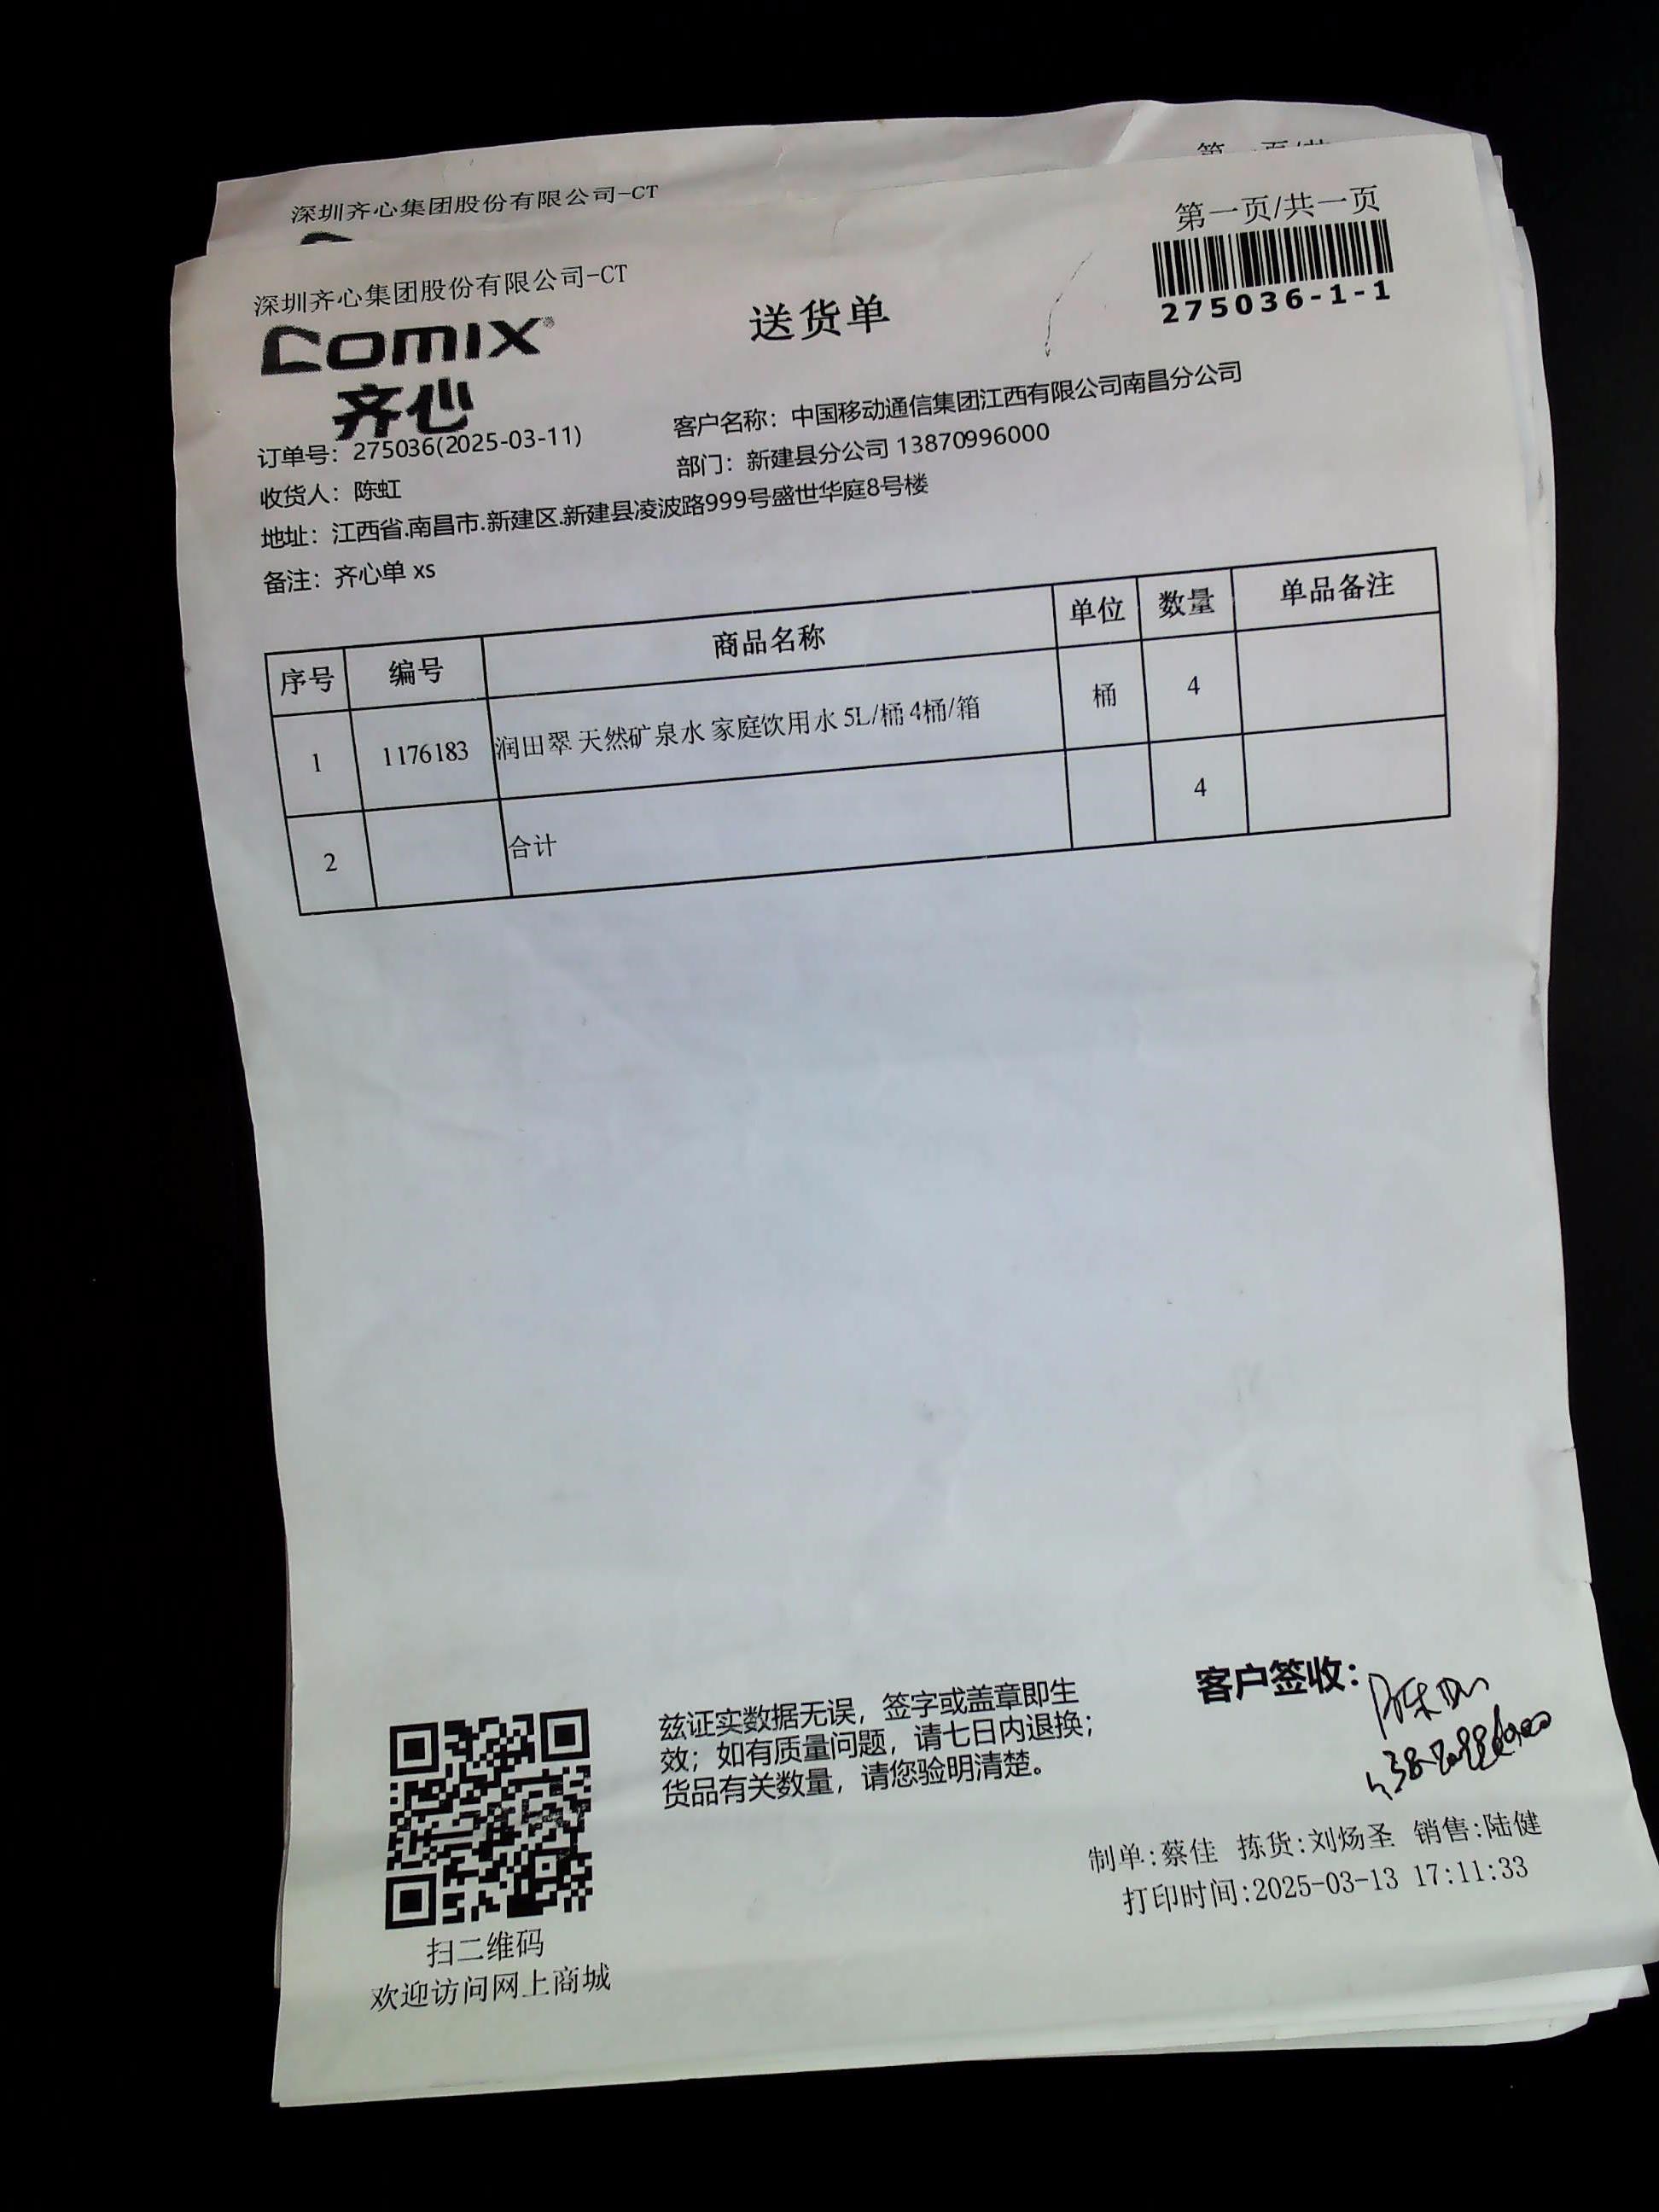 深圳齐心集团股份有限公司-CT
第一页/共一页
深圳齐心集团股份有限公司-CT
COMIX®
齐心
送货单
275036-1-1
订单号：275036(2025-03-11)
客户名称：中国移动通信集团江西有限公司南昌分公司
收货人：陈虹
部门：新建县分公司 13870996000
地址：江西省.南昌市.新建区.新建县凌波路999号盛世华庭8号楼
备注：齐心单 xs
序号 编号 商品名称 单位 数量 单品备注
1 1176183 润田翠 天然矿泉水 家庭饮用水 5L/桶 4桶/箱 桶 4
2 合计 4
兹证实数据无误，签字或盖章即生
效；如有质量问题，请七日内退换；
货品有关数量，请您验明清楚。
客户签收：
制单:蔡佳 拣货:刘炀圣 销售:陆健
打印时间:2025-03-13 17:11:33
扫二维码
欢迎访问网上商城